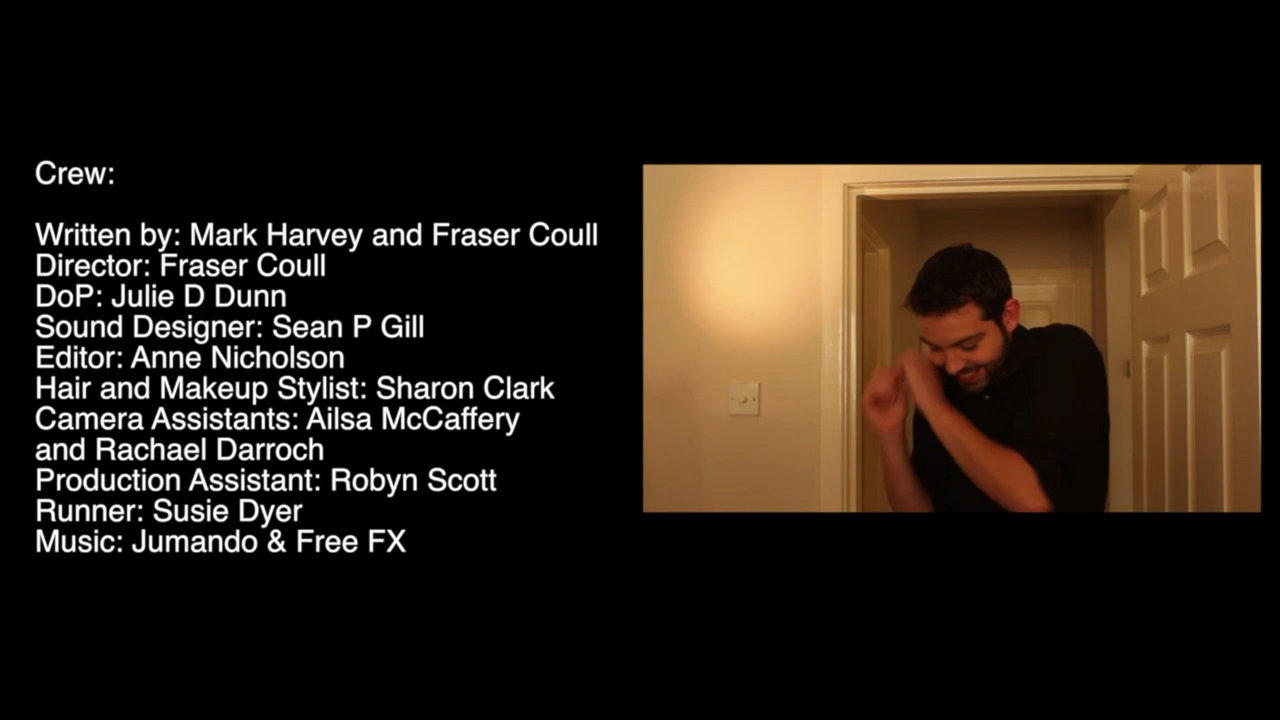 Crew:
Written by: Mark Harvey and Fraser Coull
Director: Fraser Coull
DoP: Julie D Dunn
Sound Designer: Sean P Gill
Editor: Anne Nicholson
Hair and Makeup Stylist: Sharon Clark
Camera Assistants: Ailsa McCaffery
and Rachael Darroch
Production Assistant: Robyn Scott
Runner: Susie Dyer
Music: Jumando & Free FX